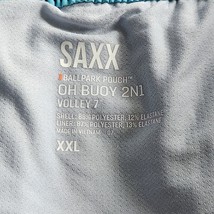 SAXX
BALLPARK POUCH™
OH BUOY 2N1
VOLLEY 7"
SHELL: 88% POLYESTER, 12% ELASTANE
LINER: 87% POLYESTER, 13% ELASTANE
MADE IN VIETNAM
XXL